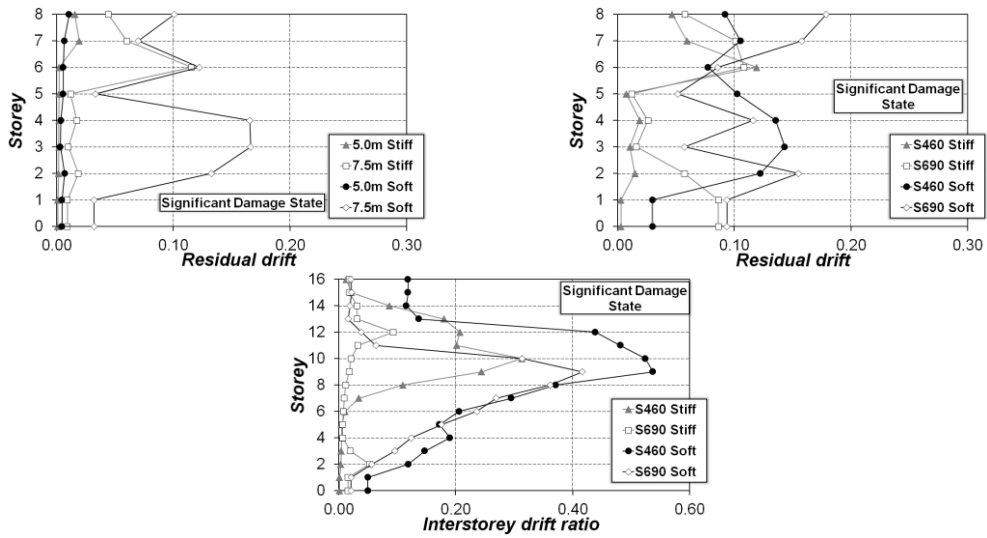 8
7
6
5
4
3
2
1
0
Storey
0.00 0.10 0.20 0.30
Residual drift
Significant Damage State
5.0m Stiff
7.5m Stiff
5.0m Soft
7.5m Soft
8
7
6
5
4
3
2
1
0
Storey
0.00 0.10 0.20 0.30
Residual drift
Significant Damage
State
S460 Stiff
S690 Stiff
S460 Soft
S690 Soft
16
14
12
10
8
6
4
2
0
Storey
0.00 0.20 0.40 0.60
Interstorey drift ratio
Significant Damage
State
S460 Stiff
S690 Stiff
S460 Soft
S690 Soft